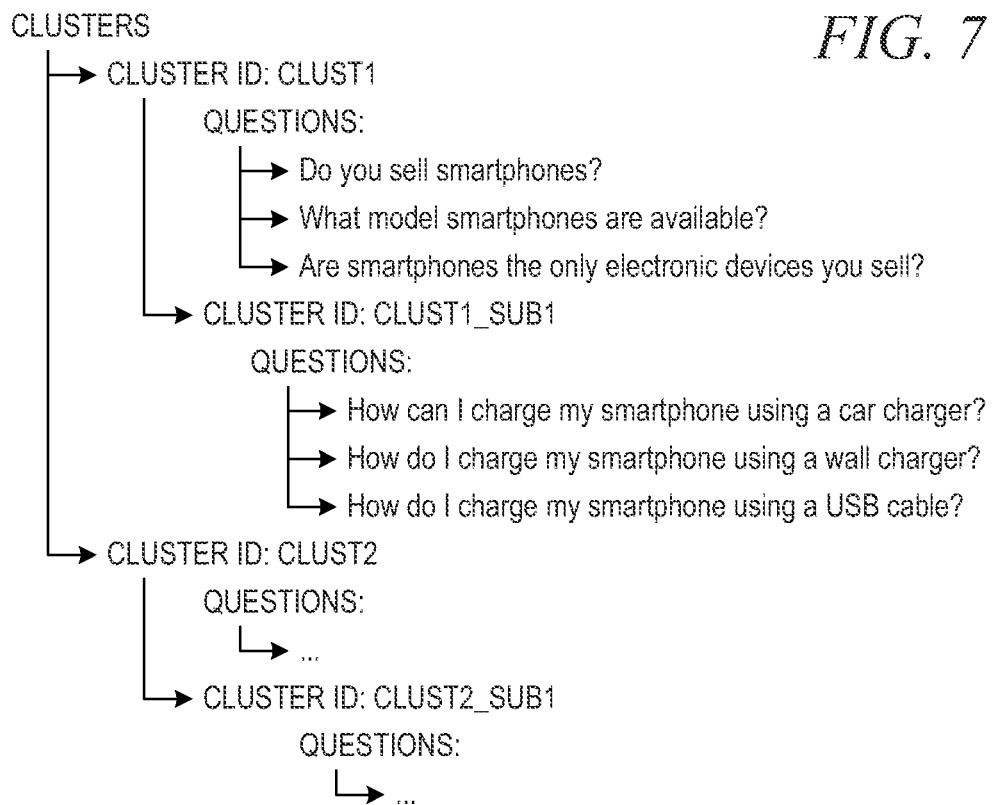 CLUSTERS
FIG. 7
CLUSTER ID: CLUST1
QUESTIONS:
Do you sell smartphones?
What model smartphones are available?
Are smartphones the only electronic devices you sell?
CLUSTER ID: CLUST1_SUB1
QUESTIONS:
How can I charge my smartphone using a car charger?
How do I charge my smartphone using a wall charger?
How do I charge my smartphone using a USB cable?
CLUSTER ID: CLUST2
QUESTIONS:
...
CLUSTER ID: CLUST2_SUB1
QUESTIONS:
...